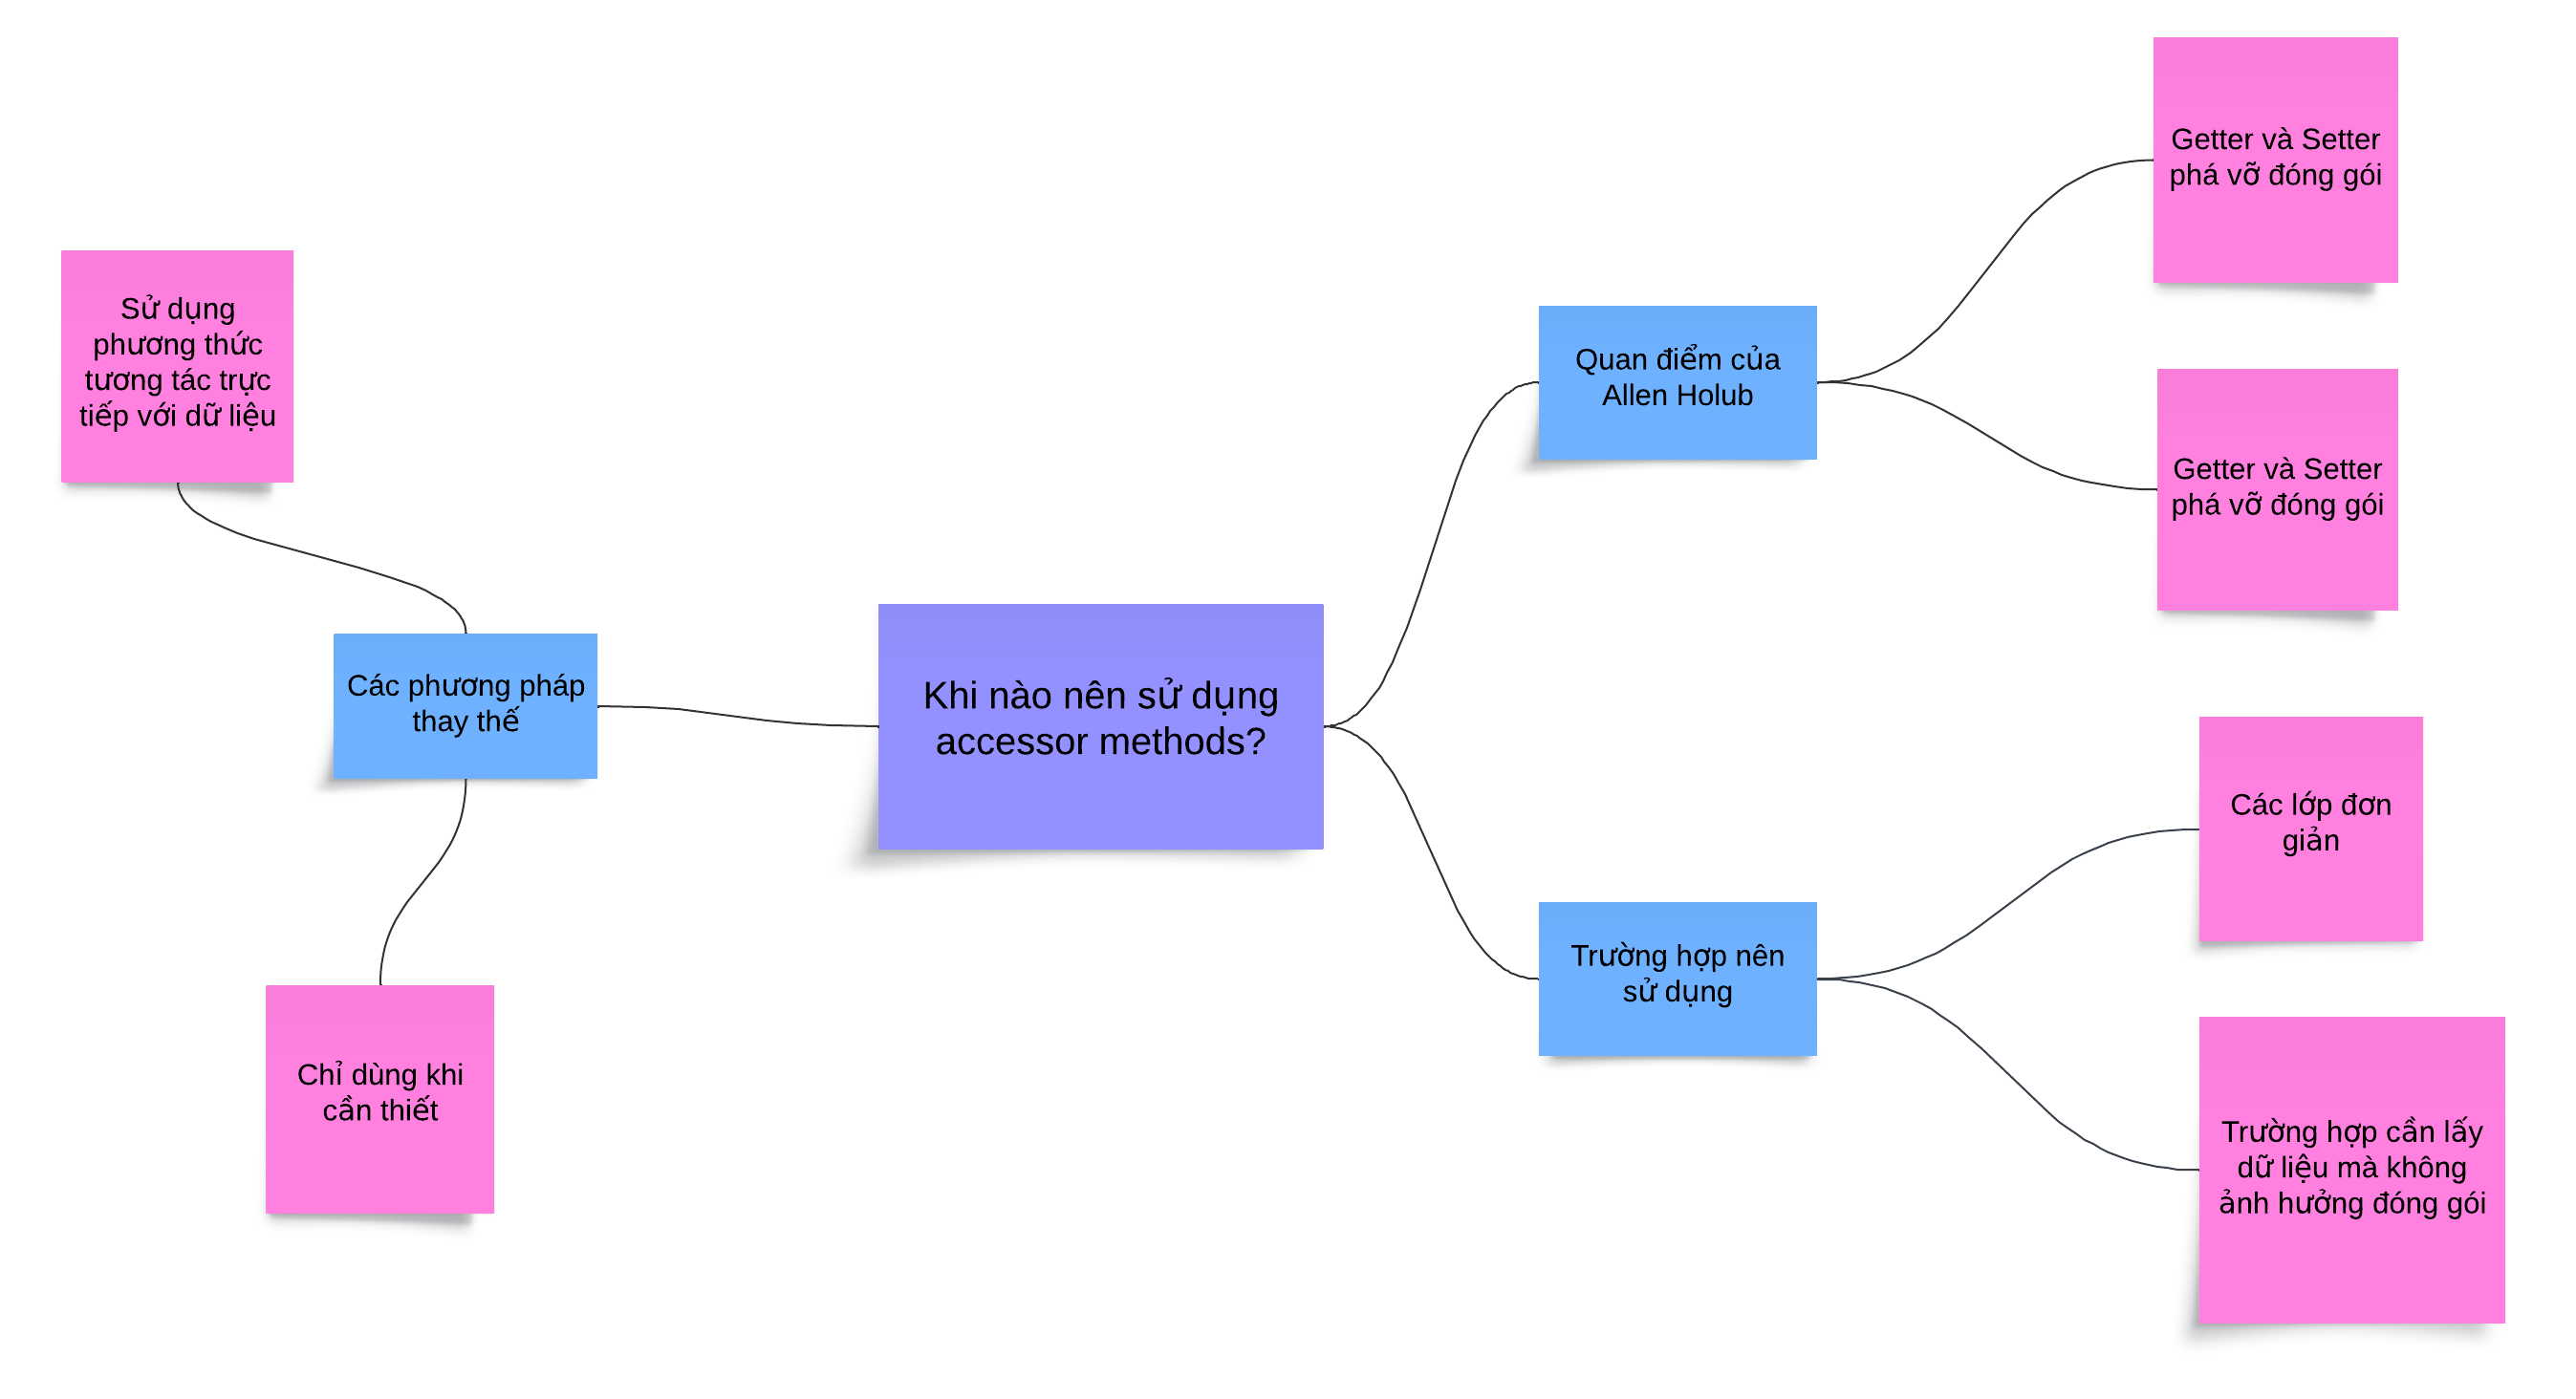 Getter và Setter
phá vỡ đóng gói
Sử dụng
phương thức
tương tác trực
tiếp với dữ liệu
Quan điểm của
Allen Holub
Getter và Setter
phá vỡ đóng gói
Các phương pháp
thay thế
Khi nào nên sử dụng
accessor methods?
Các lớp đơn
giản
Trường hợp nên
sử dụng
Chỉ dùng khi
cần thiết
Trường hợp cần lấy
dữ liệu mà không
ảnh hưởng đóng gói